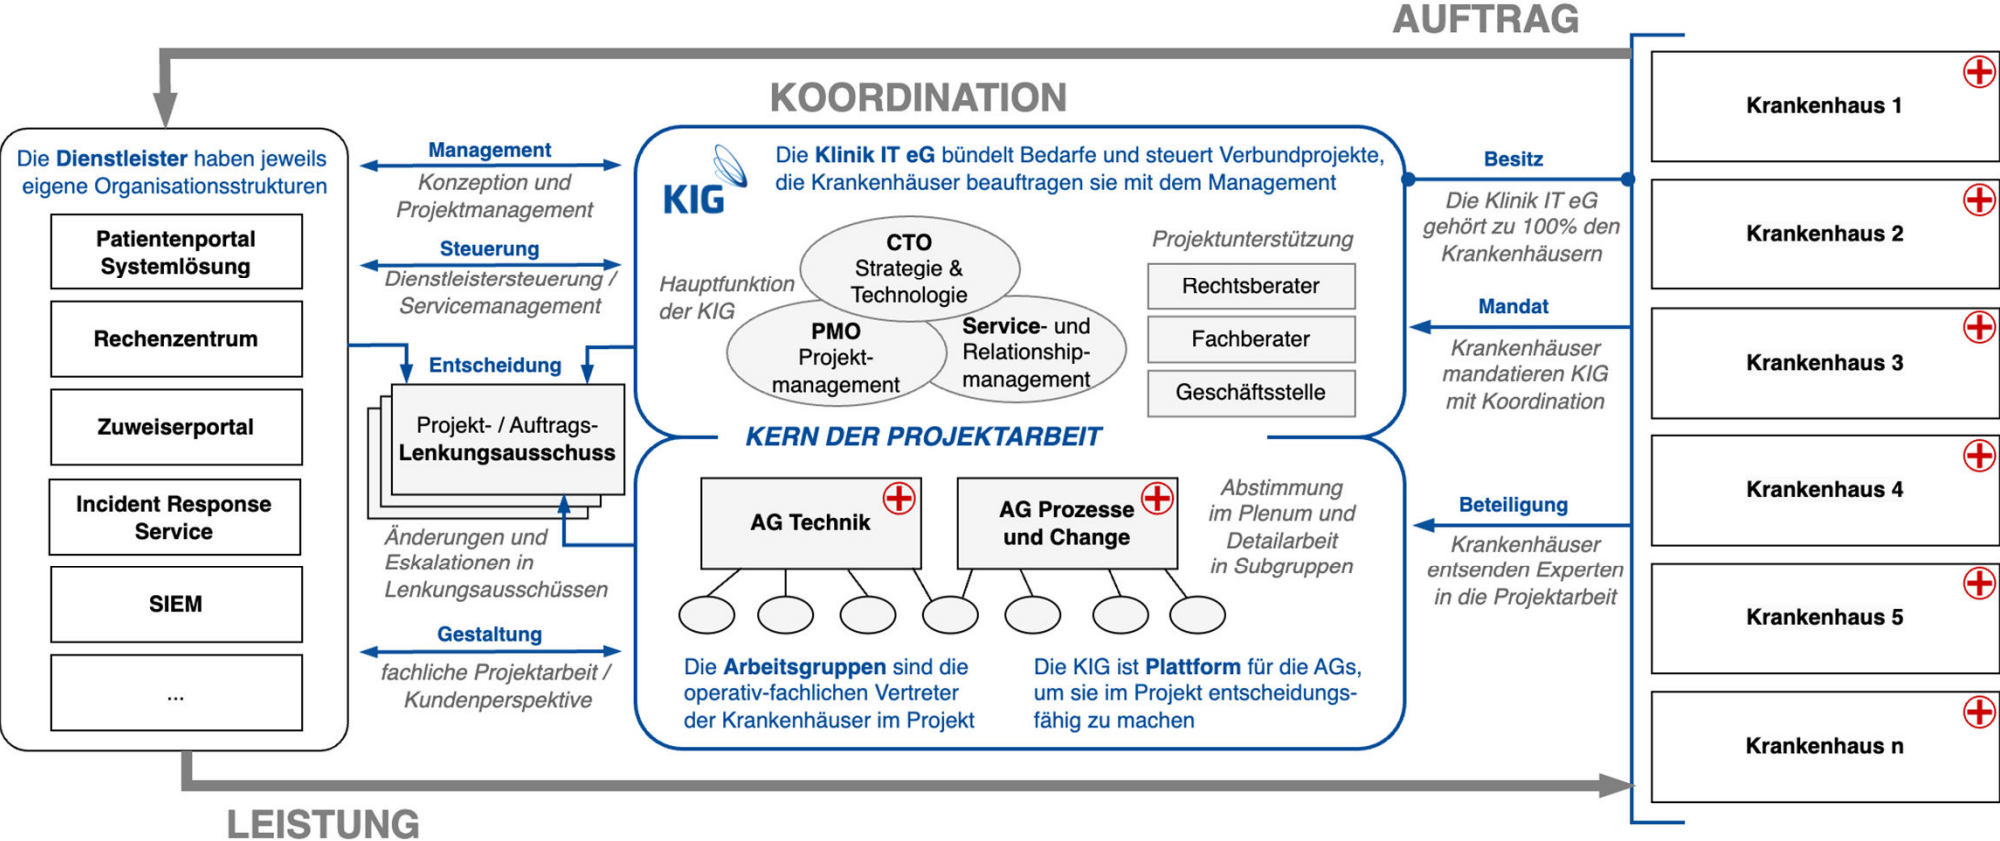 AUFTRAG
KOORDINATION
Die Dienstleister haben jeweils
eigene Organisationsstrukturen
Patientenportal
Systemlösung
Rechenzentrum
Zuweiserportal
Incident Response
Service
SIEM
...
Management
Konzeption und
Projektmanagement
Steuerung
Dienstleistersteuerung /
Servicemanagement
Entscheidung
Projekt- / Auftrags-
Lenkungsausschuss
Änderungen und
Eskalationen in
Lenkungsausschüssen
Gestaltung
fachliche Projektarbeit /
Kundenperspektive
KIG
Die Klinik IT eG bündelt Bedarfe und steuert Verbundprojekte,
die Krankenhäuser beauftragen sie mit dem Management
Hauptfunktion
der KIG
CTO
Strategie &
Technologie
PMO
Projekt-
management
Service- und
Relationship-
management
Projektunterstützung
Rechtsberater
Fachberater
Geschäftsstelle
KERN DER PROJEKTARBEIT
AG Technik
AG Prozesse
und Change
Abstimmung
im Plenum und
Detailarbeit
in Subgruppen
Die Arbeitsgruppen sind die
operativ-fachlichen Vertreter
der Krankenhäuser im Projekt
Die KIG ist Plattform für die AGs,
um sie im Projekt entscheidungs-
fähig zu machen
Besitz
Die Klinik IT eG
gehört zu 100% den
Krankenhäusern
Mandat
Krankenhäuser
mandatieren KIG
mit Koordination
Beteiligung
Krankenhäuser
entsenden Experten
in die Projektarbeit
Krankenhaus 1
Krankenhaus 2
Krankenhaus 3
Krankenhaus 4
Krankenhaus 5
Krankenhaus n
LEISTUNG